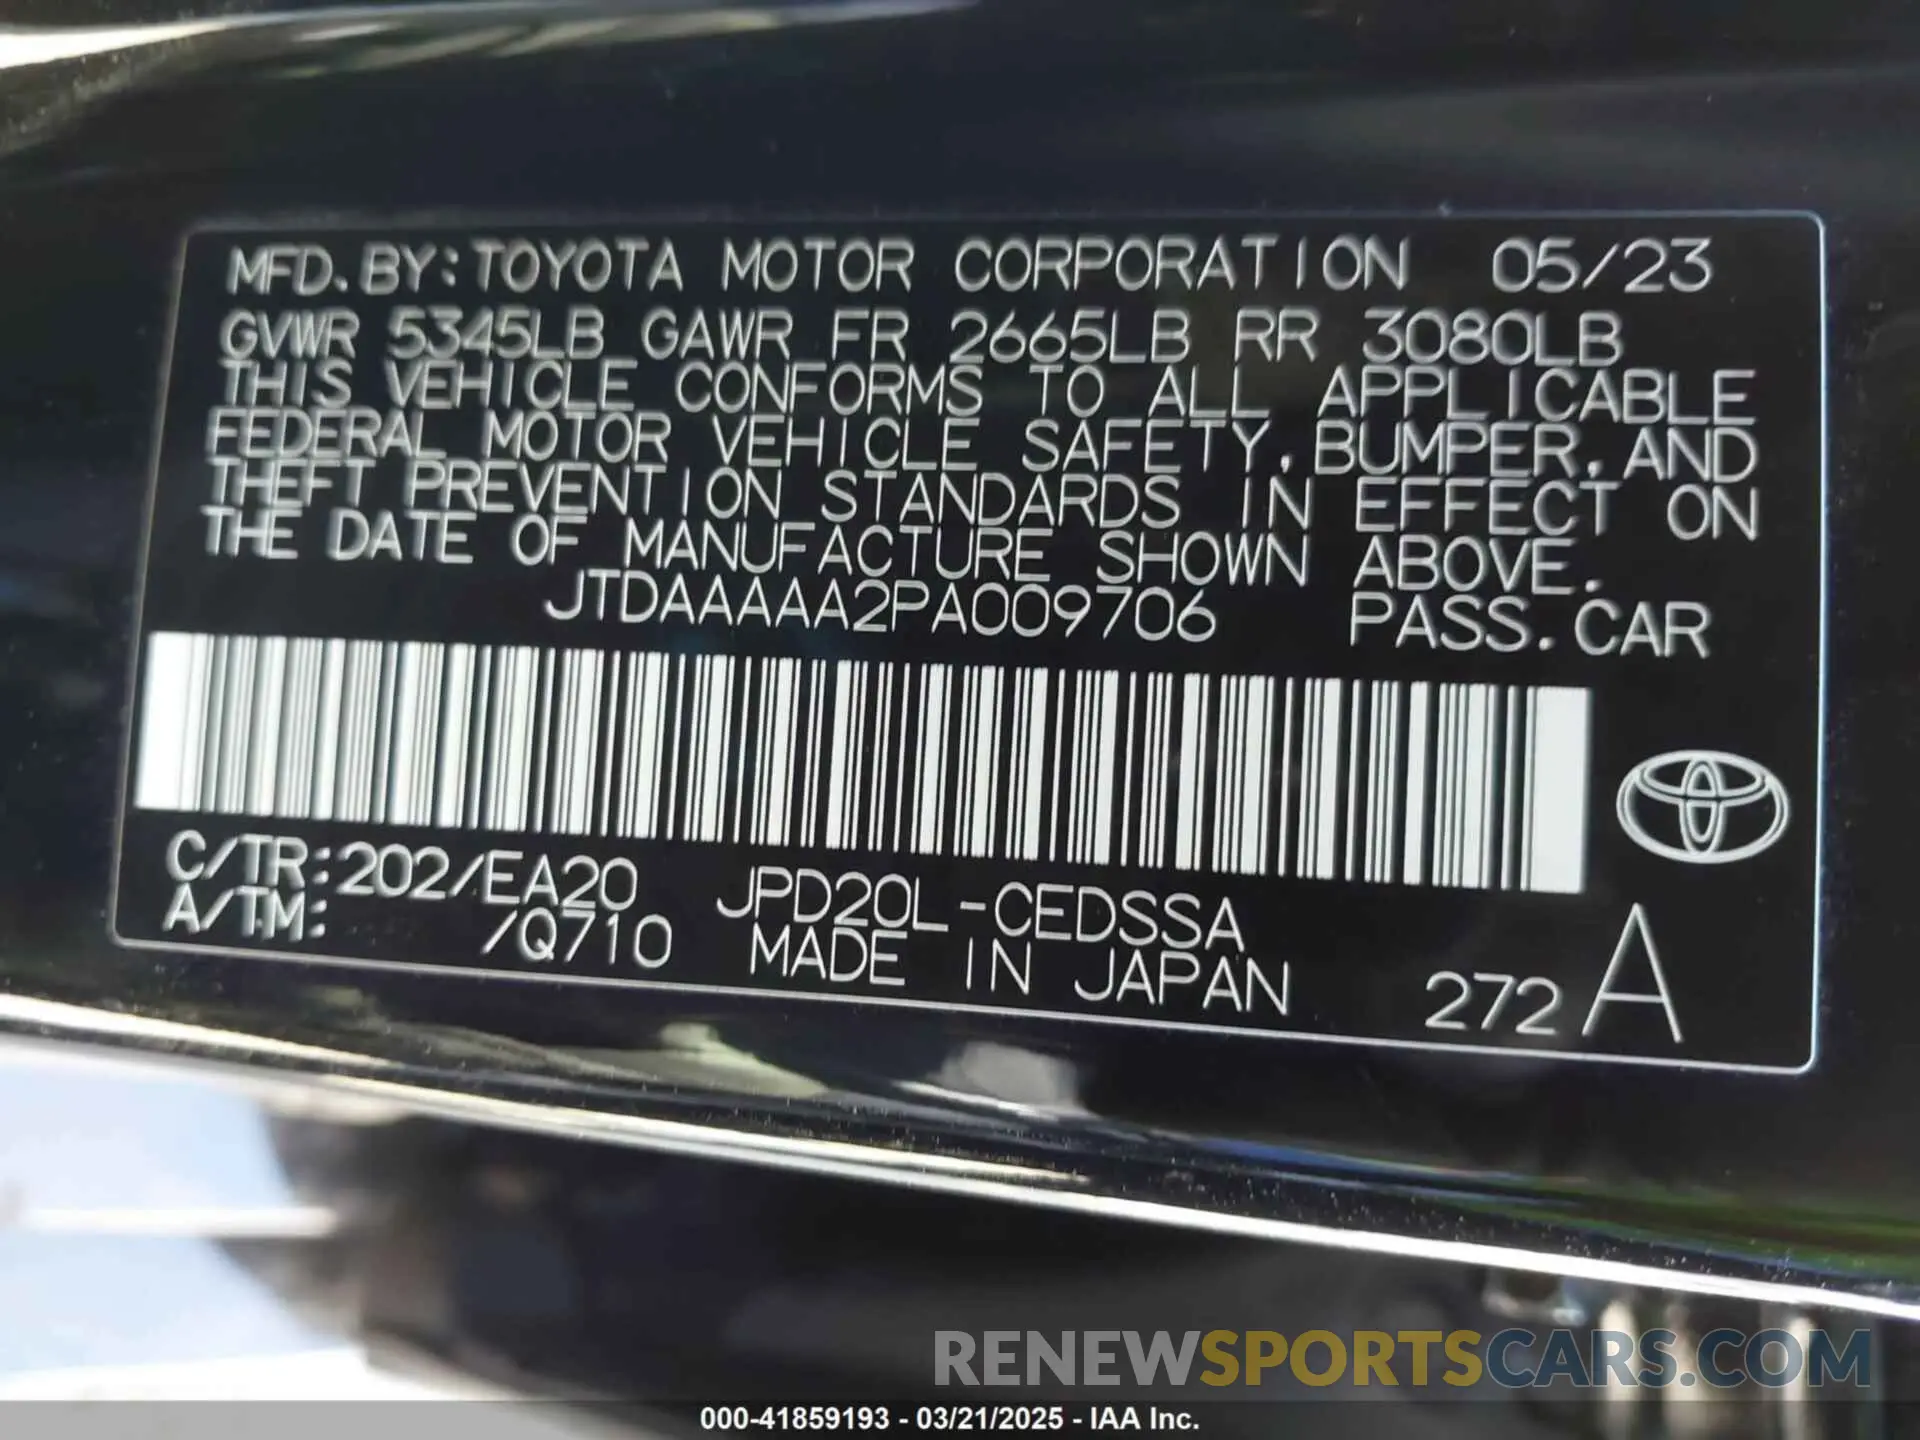 MFD. BY: TOYOTA MOTOR CORPORATION 05/23
GVWR 5345LB GAWR FR 2665LB RR 3080LB
THIS VEHICLE CONFORMS TO ALL APPLICABLE
FEDERAL MOTOR VEHICLE SAFETY, BUMPER, AND
THEFT PREVENTION STANDARDS IN EFFECT ON
THE DATE OF MANUFACTURE SHOWN ABOVE.
JTDAAAAA2PA009706 PASS. CAR
C/TR: 202/EA20 JPD20L-CEDSSA
A/TM: /Q710 MADE IN JAPAN 272 A
RENEWSPORTSCARS.COM
000-41859193 - 03/21/2025 - IAA Inc.